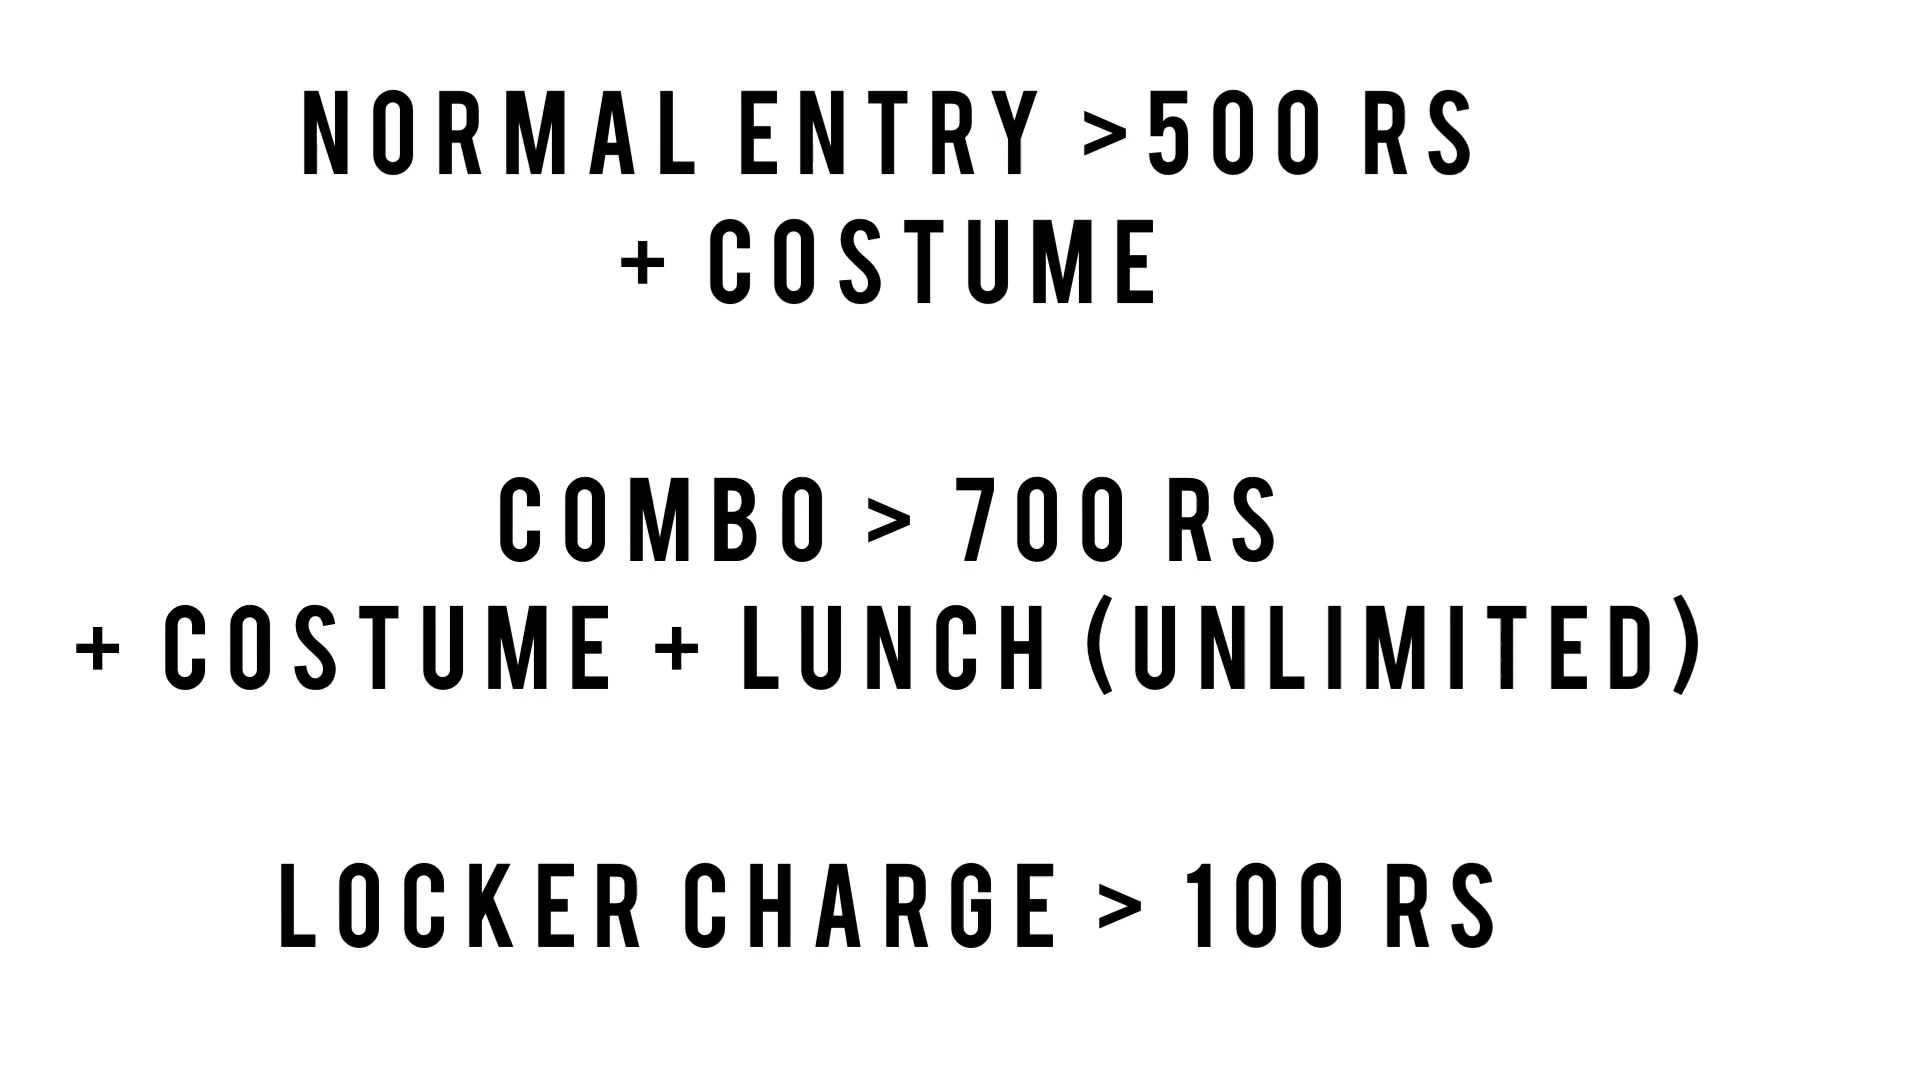 NORMAL ENTRY >500 RS
+ COSTUME
COMBO > 700 RS
+ COSTUME + LUNCH (UNLIMITED)
LOCKER CHARGE > 100 RS